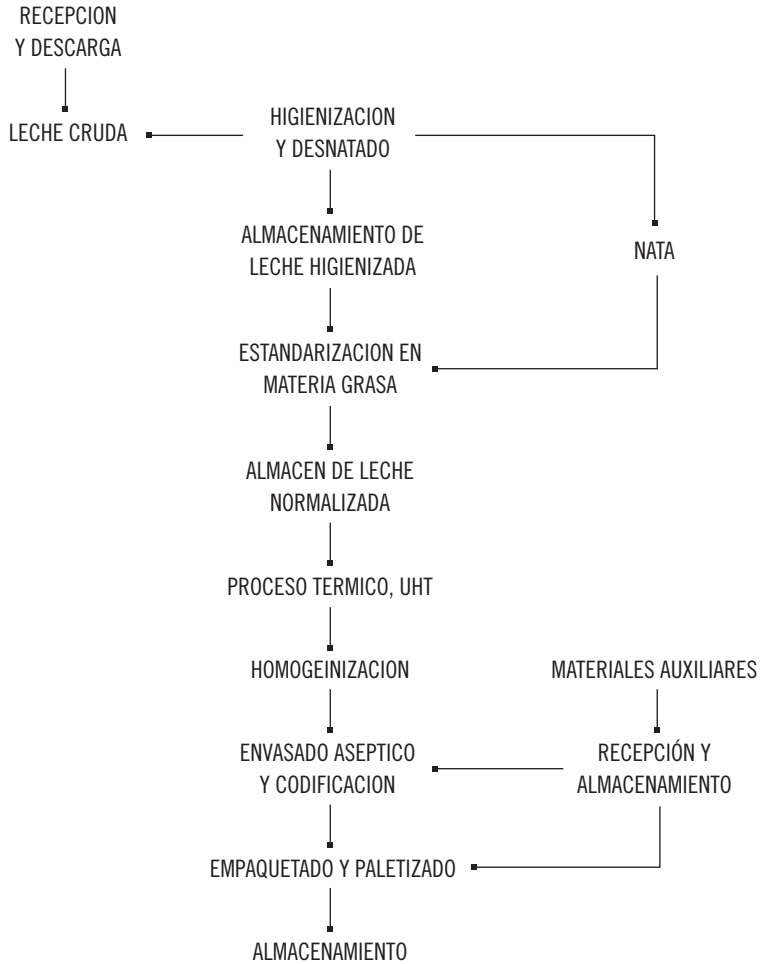 RECEPCION
Y DESCARGA
LECHE CRUDA
HIGIENIZACION
Y DESNATADO
ALMACENAMIENTO DE
LECHE HIGIENIZADA
NATA
ESTANDARIZACION EN
MATERIA GRASA
ALMACEN DE LECHE
NORMALIZADA
PROCESO TERMICO, UHT
HOMOGEINIZACION
MATERIALES AUXILIARES
ENVASADO ASEPTICO
Y CODIFICACION
RECEPCIÓN Y
ALMACENAMIENTO
EMPAQUETADO Y PALETIZADO
ALMACENAMIENTO